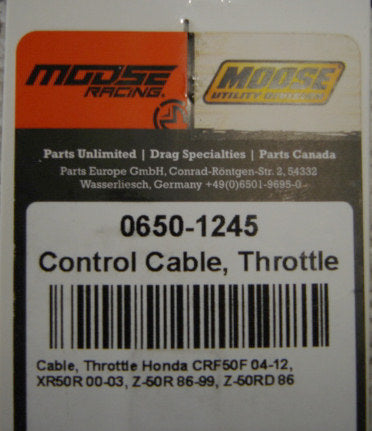 MOOSE
RACING.
MOOSE
UTILITY DIVISION
Parts Unlimited | Drag Specialties | Parts Canada
Parts Europe GmbH, Conrad-Röntgen-Str. 2, 54332
Wasserliesch, Germany +49(0)6501-9695-0
0650-1245
Control Cable, Throttle
Cable, Throttle Honda CRF50F 04-12,
XR50R 00-03, Z-50R 86-99, Z-50RD 86